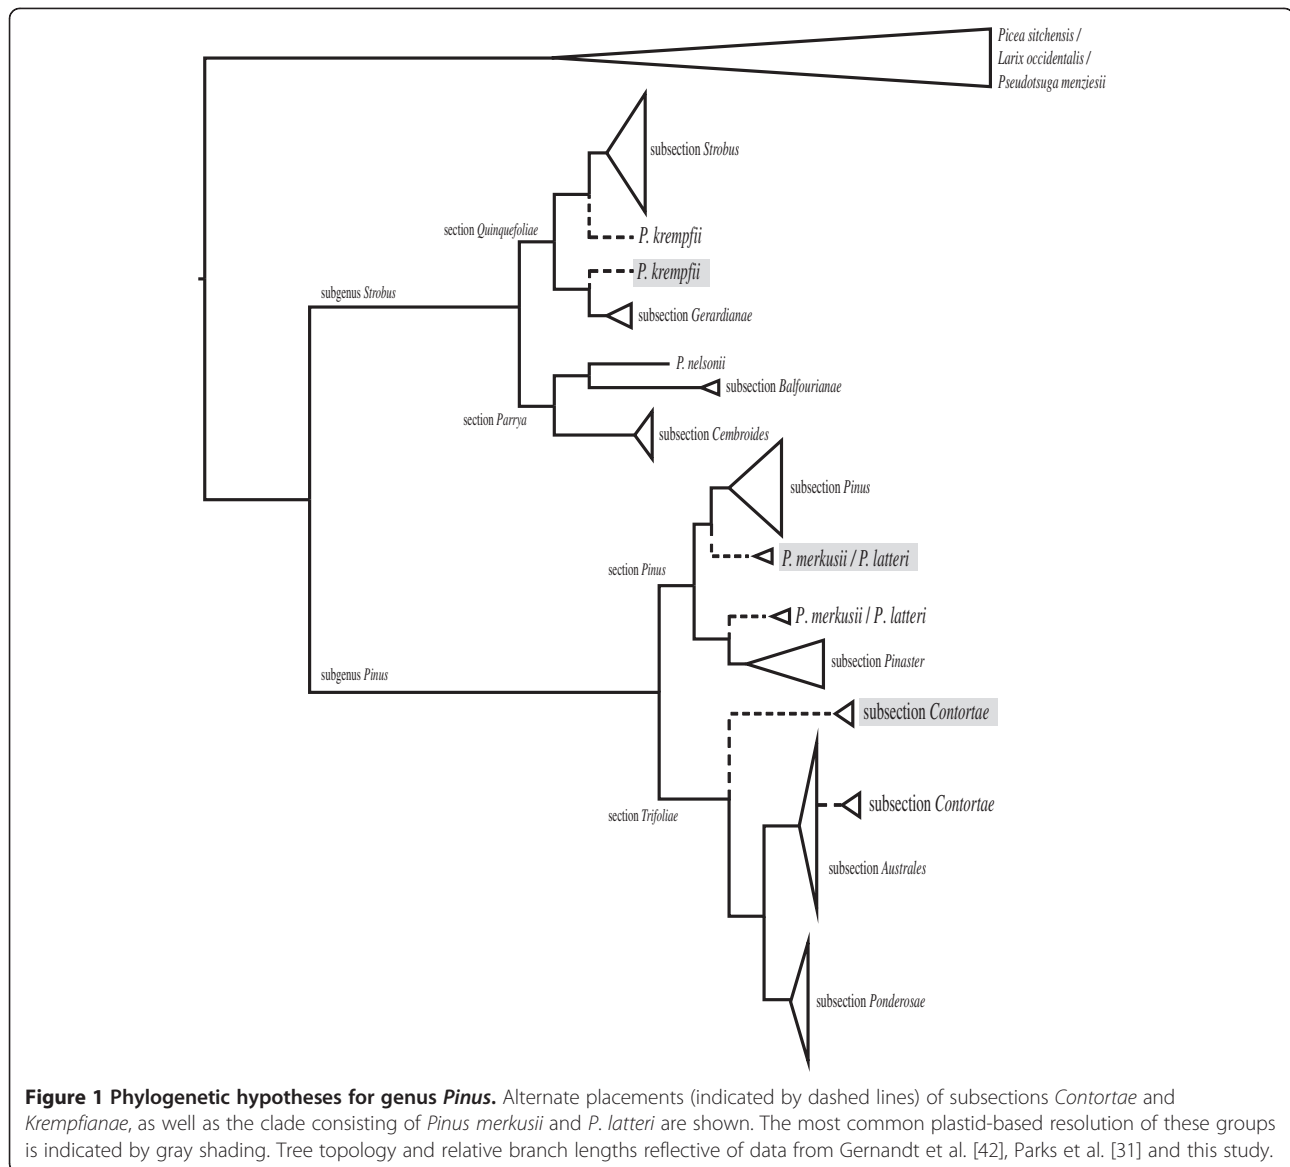 Picea sitchensis /
Larix occidentalis /
Pseudotsuga menziesii
subsection Strobus
section Quinquefoliae
P. krempfii
P. krempfii
subgenus Strobus
subsection Gerardianae
P. nelsonii
subsection Balfourianae
section Parrya
subsection Cembroides
subsection Pinus
P. merkusii / P. latteri
section Pinus
P. merkusii / P. latteri
subsection Pinaster
subgenus Pinus
subsection Contortae
subsection Contortae
section Trifoliae
subsection Australes
subsection Ponderosae
Figure 1 Phylogenetic hypotheses for genus Pinus. Alternate placements (indicated by dashed lines) of subsections Contortae and
Krempfianae, as well as the clade consisting of Pinus merkusii and P. latteri are shown. The most common plastid-based resolution of these groups
is indicated by gray shading. Tree topology and relative branch lengths reflective of data from Gernandt et al. [42], Parks et al. [31] and this study.